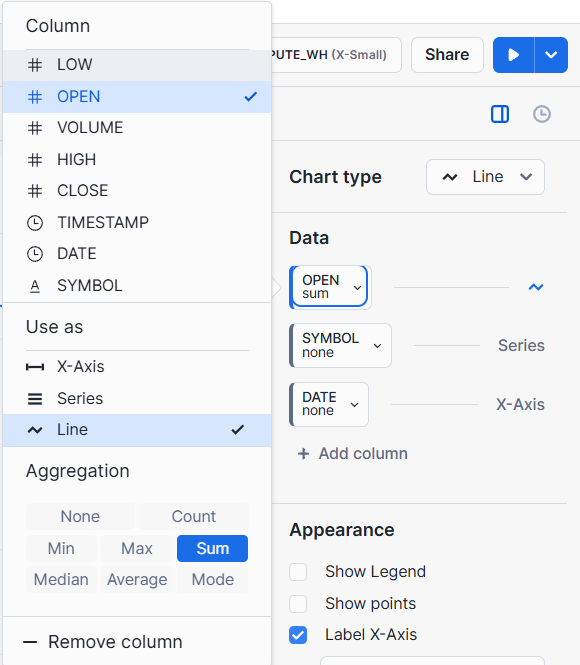 Column
LOW
OPEN
VOLUME
HIGH
CLOSE
TIMESTAMP
DATE
A SYMBOL
Use as
X-Axis
Series
Line
Aggregation
None Count
Min Max Sum
Median Average Mode
Remove column
(X-Small)
Share
Chart type
Line
Data
OPEN
sum
SYMBOL
none
Series
DATE
none
X-Axis
+ Add column
Appearance
Show Legend
Show points
Label X-Axis